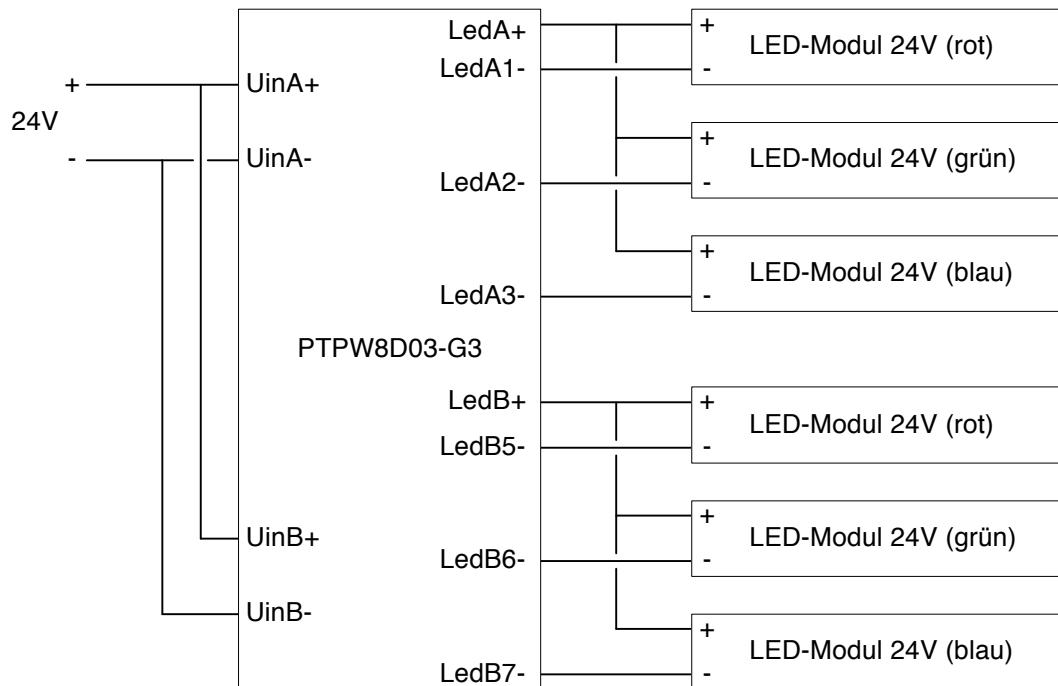 LedA+
+
LED-Modul 24V (rot)
LedA1-
-
+
UinA+
24V
-
UinA-
+
LED-Modul 24V (grün)
LedA2-
-
+
LED-Modul 24V (blau)
LedA3-
-
PTPW8D03-G3
LedB+
+
LED-Modul 24V (rot)
LedB5-
-
+
LED-Modul 24V (grün)
UinB+
LedB6-
-
UinB-
+
LED-Modul 24V (blau)
LedB7-
-